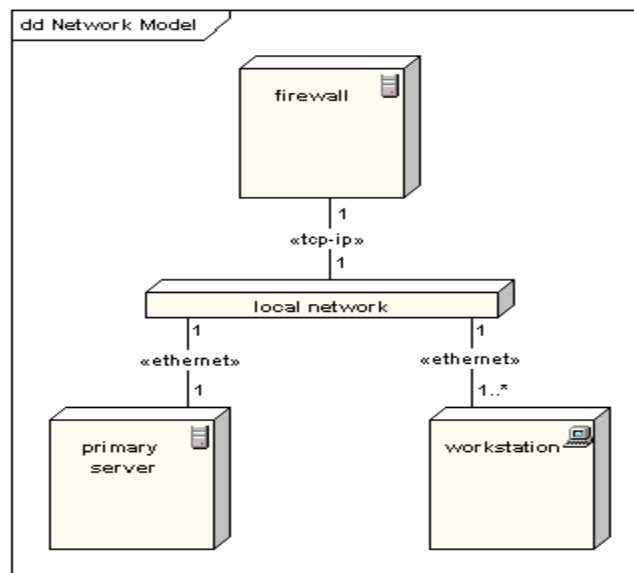 dd Network Model
firewall
1
«tcp-ip»
1
local network
1
1
«ethernet»
«ethernet»
1
1..*
primary
server
workstation